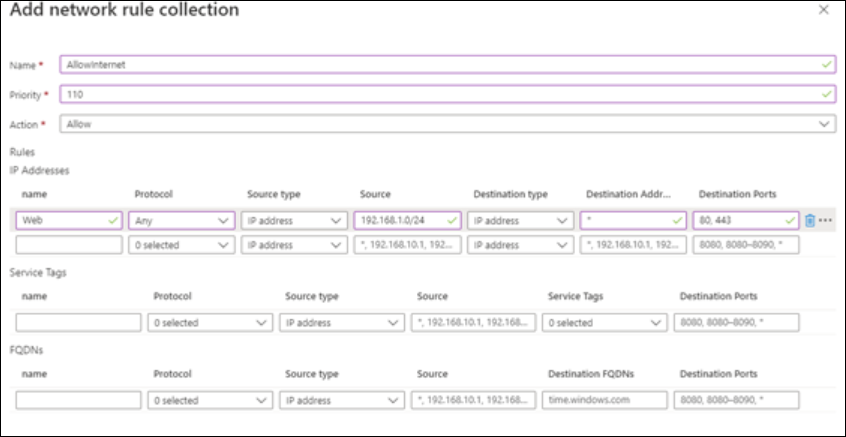 Add network rule collection
Name * AllowInternet
Priority * 110
Action * Allow
Rules
IP Addresses
name Protocol Source type Source Destination type Destination Addr... Destination Ports
Web Any IP address 192.168.1.0/24 IP address * 80, 443
0 selected IP address *, 192.168.10.1, 192... IP address *, 192.168.10.1, 192... 8080, 8080–8090, *
Service Tags
name Protocol Source type Source Service Tags Destination Ports
0 selected IP address *, 192.168.10.1, 192.168... 0 selected 8080, 8080–8090, *
FQDNs
name Protocol Source type Source Destination FQDNs Destination Ports
0 selected IP address *, 192.168.10.1, 192.168... time.windows.com 8080, 8080–8090, *